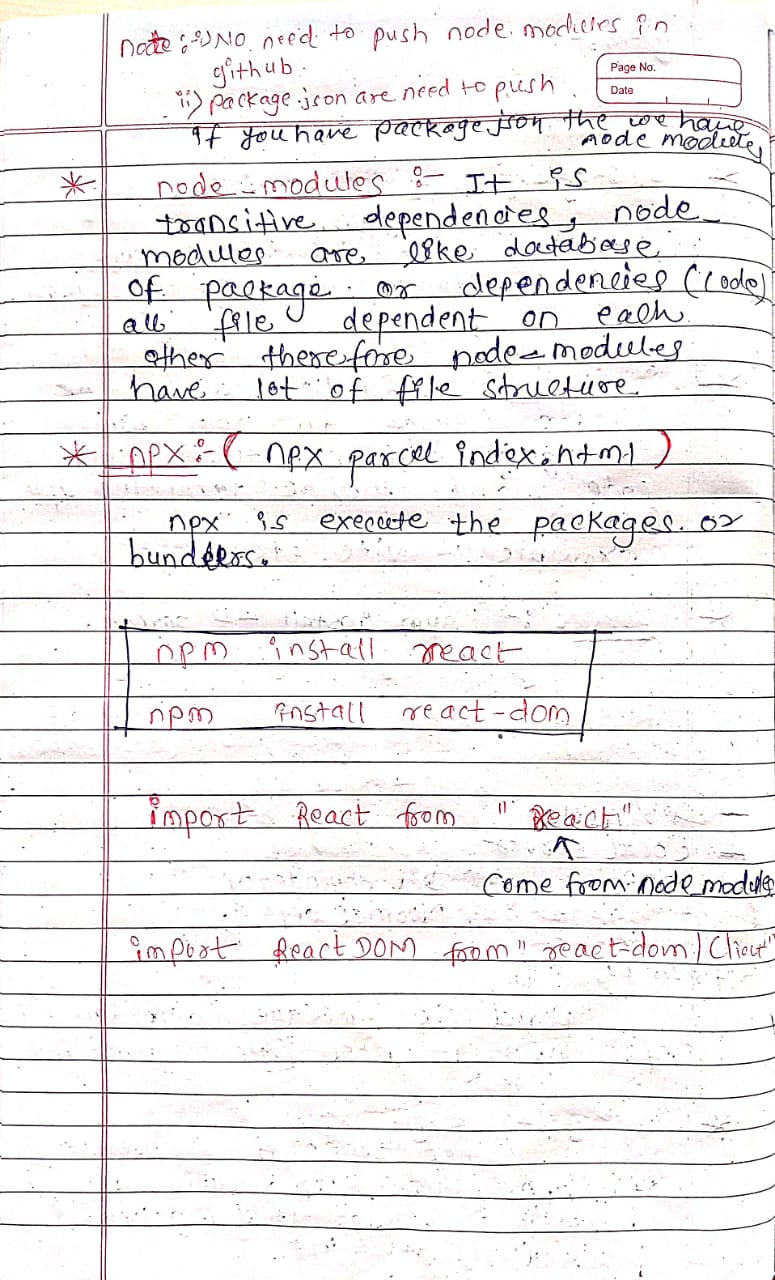 note :- i) NO need to push node modules in
github.
Page No.
ii) package.json are need to push.
Date
If you have package json the we have
node modules
* node-modules :- It is
transitive dependencies, node
modules are like database
of package or dependencies (code)
all file dependent on each
other therefore node-modules
have lot of file structure.
* npx :- ( npx parcel index.html )
npx is execute the packages. or
bundlers.
npm install react
npm install react-dom
import React from "React"
↑
Come from node modules
import ReactDOM from "react-dom/Client"